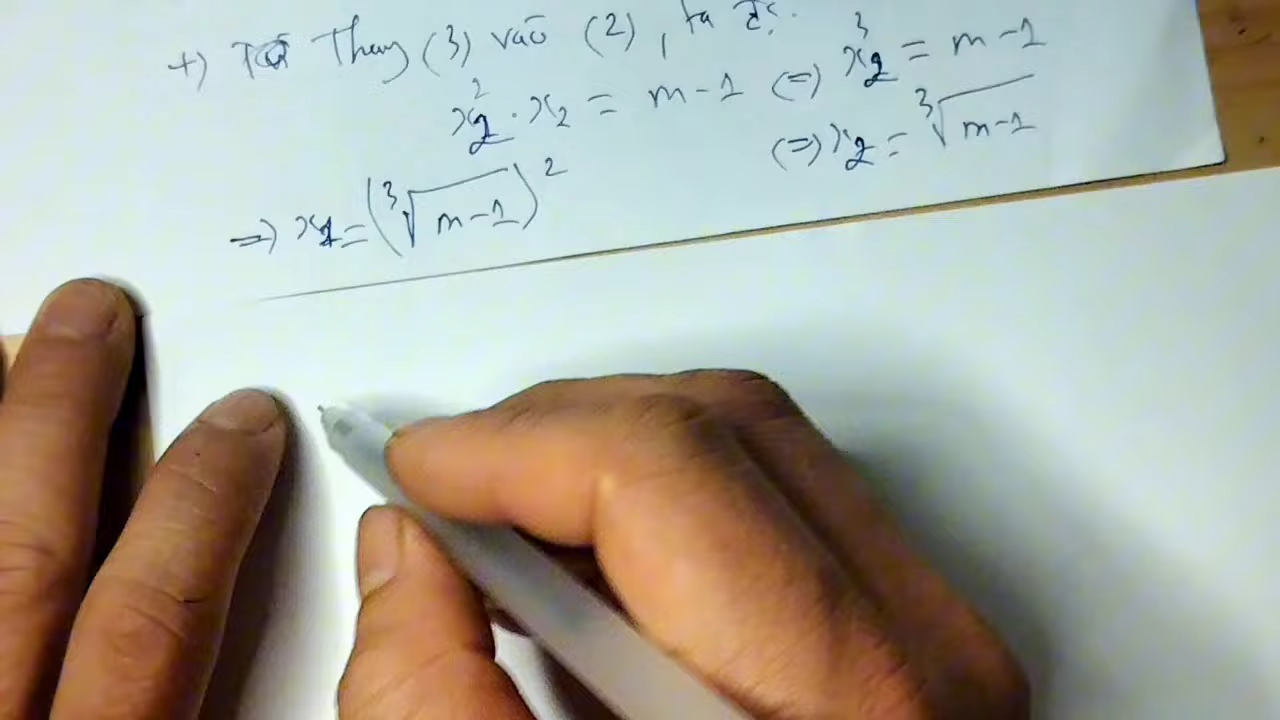 +) Thay (3) vào (2), ta đc.
x₂² · x₂ = m-1 (=) x₂³ = m-1
(=) x₂ = ∛(m-1)
=) x₁ = (∛(m-1))²